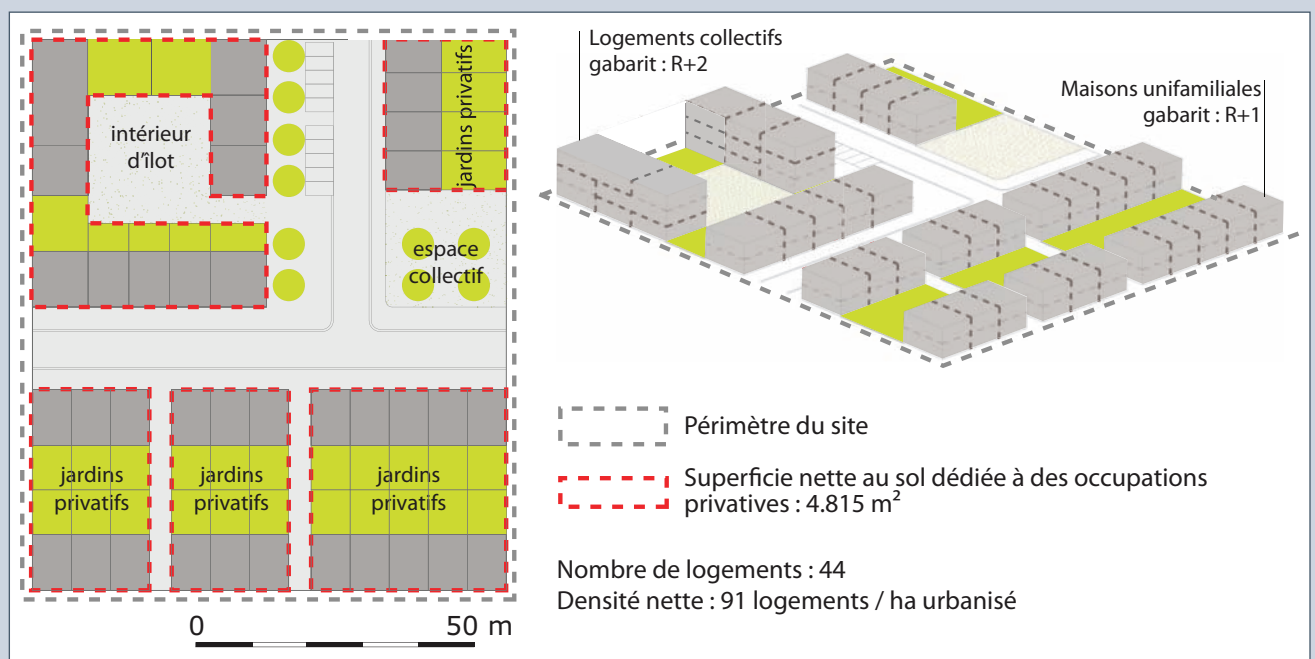 intérieur
d'îlot
jardins privatifs
espace
collectif
jardins
privatifs
jardins
privatifs
jardins
privatifs
0
50 m
Logements collectifs
gabarit : R+2
Maisons unifamiliales
gabarit : R+1
Périmètre du site
Superficie nette au sol dédiée à des occupations
privatives : 4.815 m²
Nombre de logements : 44
Densité nette : 91 logements / ha urbanisé